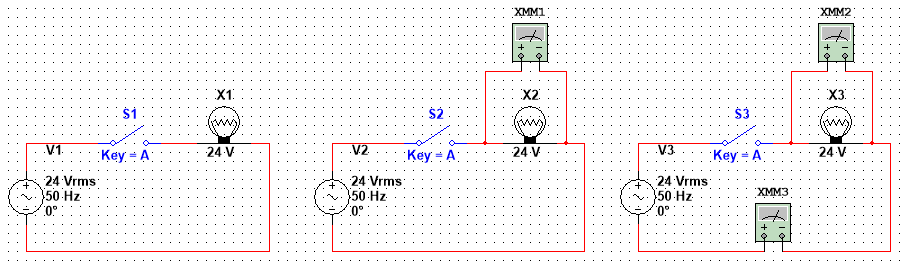 XMM1
XMM2
S1
X1
S2
X2
S3
X3
V1
Key = A
24 V
V2
Key = A
24 V
V3
Key = A
24 V
24 Vrms
50 Hz
0°
24 Vrms
50 Hz
0°
24 Vrms
50 Hz
0°
XMM3